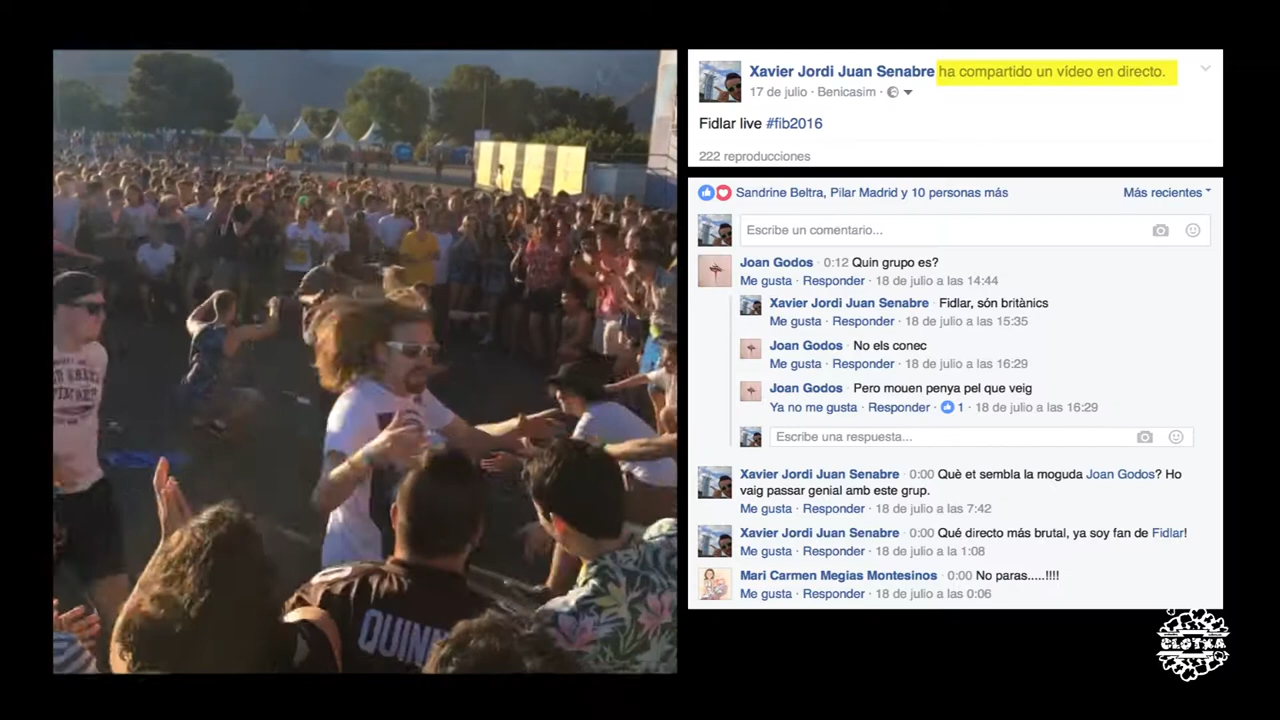 Xavier Jordi Juan Senabre ha compartido un vídeo en directo.
17 de julio · Benicasim ·
Fidlar live #fib2016
222 reproducciones
Sandrine Beltra, Pilar Madrid y 10 personas más
Más recientes
Escribe un comentario...
Joan Godos · 0:12 Quin grupo es?
Me gusta · Responder · 18 de julio a las 14:44
Xavier Jordi Juan Senabre · Fidlar, són britànics
Me gusta · Responder · 18 de julio a las 15:35
Joan Godos · No els conec
Me gusta · Responder · 18 de julio a las 16:29
Joan Godos · Pero mouen penya pel que veig
Ya no me gusta · Responder · 1 · 18 de julio a las 16:29
Escribe una respuesta...
Xavier Jordi Juan Senabre · 0:00 Què et sembla la moguda Joan Godos? Ho
vaig passar genial amb este grup.
Me gusta · Responder · 18 de julio a las 7:42
Xavier Jordi Juan Senabre · 0:00 Qué directo más brutal, ya soy fan de Fidlar!
Me gusta · Responder · 18 de julio a la 1:08
Mari Carmen Megias Montesinos · 0:00 No paras.....!!!!
Me gusta · Responder · 18 de julio a las 0:06
QUINN
CLOTXA